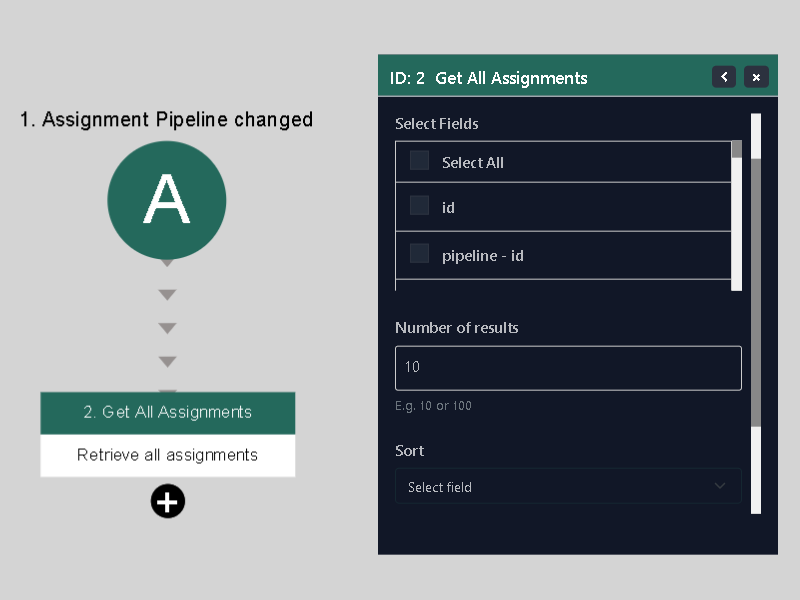 1. Assignment Pipeline changed
A
2. Get All Assignments
Retrieve all assignments
ID: 2 Get All Assignments
Select Fields
Select All
id
pipeline - id
Number of results
10
E.g. 10 or 100
Sort
Select field